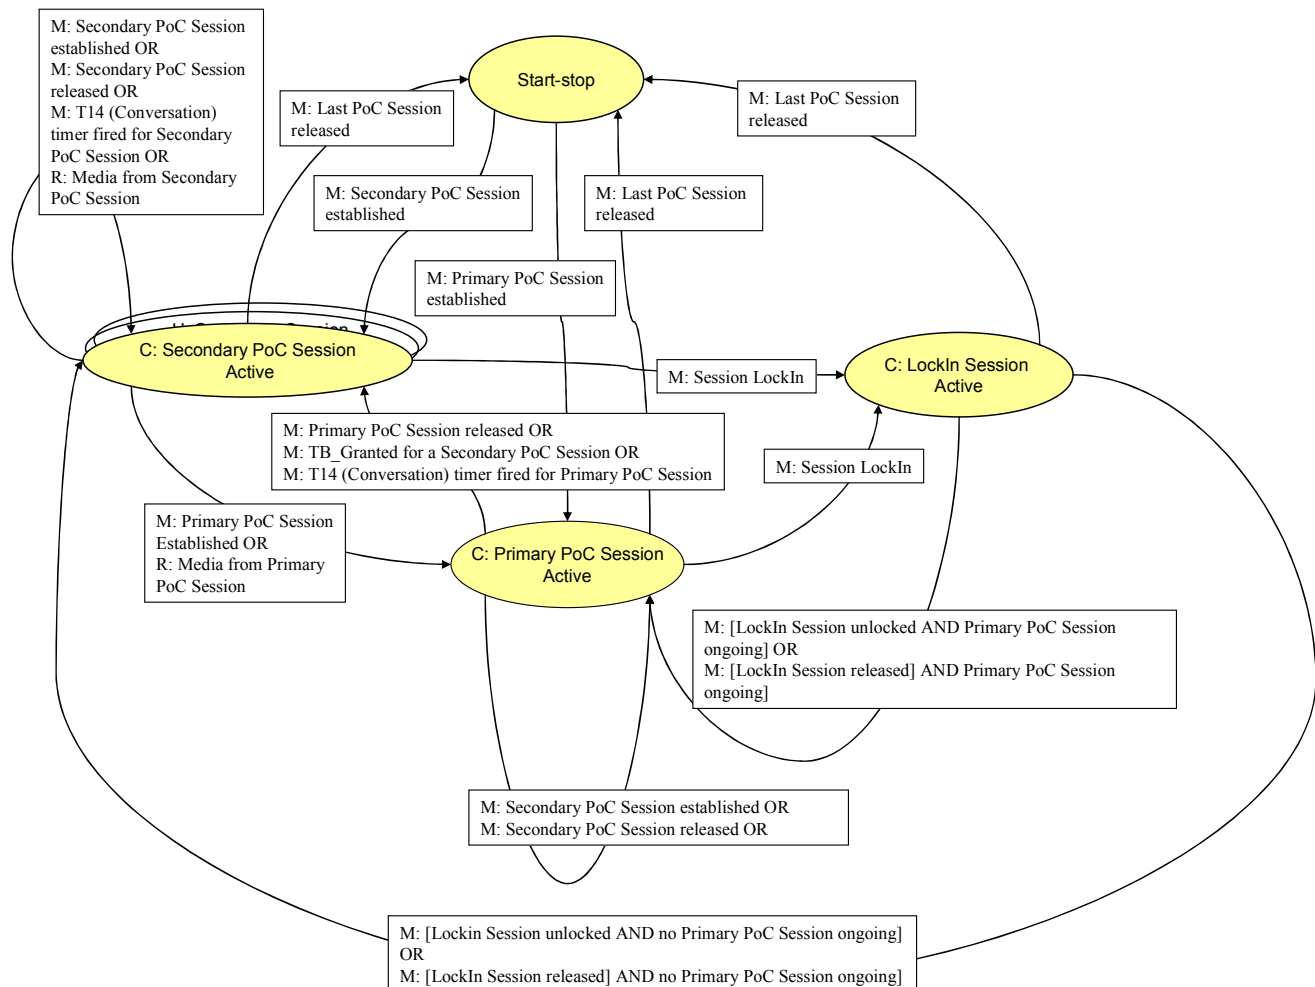 M: Secondary PoC Session
established OR
M: Secondary PoC Session
released OR
M: T14 (Conversation)
timer fired for Secondary
PoC Session OR
R: Media from Secondary
PoC Session
Start-stop
M: Last PoC Session
released
M: Last PoC Session
released
M: Secondary PoC Session
established
M: Last PoC Session
released
M: Primary PoC Session
established
C: Secondary PoC Session
Active
C: LockIn Session
Active
M: Session LockIn
M: Primary PoC Session released OR
M: TB_Granted for a Secondary PoC Session OR
M: T14 (Conversation) timer fired for Primary PoC Session
M: Session LockIn
M: Primary PoC Session
Established OR
R: Media from Primary
PoC Session
C: Primary PoC Session
Active
M: [LockIn Session unlocked AND Primary PoC Session
ongoing] OR
M: [LockIn Session released] AND Primary PoC Session
ongoing]
M: Secondary PoC Session established OR
M: Secondary PoC Session released OR
M: [Lockin Session unlocked AND no Primary PoC Session ongoing]
OR
M: [LockIn Session released] AND no Primary PoC Session ongoing]